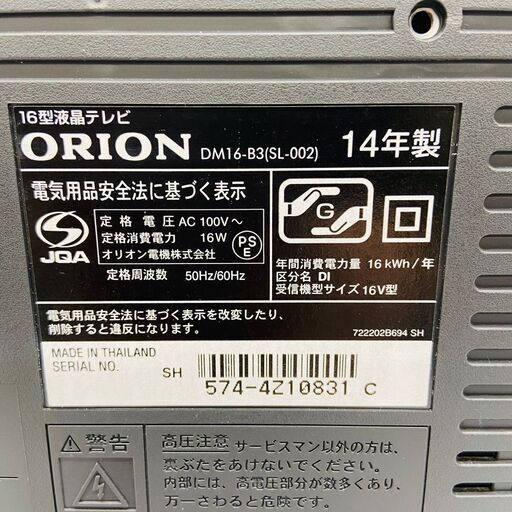 16型液晶テレビ
ORION DM16-B3(SL-002) 14年製
電気用品安全法に基づく表示
JQA
定格電圧 AC 100V～
定格消費電力 16W
オリオン電機株式会社
定格周波数 50Hz/60Hz
PS
E
G
年間消費電力量 16 kWh/年
区分名 DI
受信機型サイズ 16V型
電気用品安全法に基づく表示を改変したり、
削除すると違反になります。
722202B694 SH
MADE IN THAILAND
SERIAL NO.
SH
574-4Z10831 C
警告
高圧注意 サービスマン以外の方は、
裏ぶたをあけないでください。
内部には、高電圧部分が数多くあり、
万一さわると危険です。